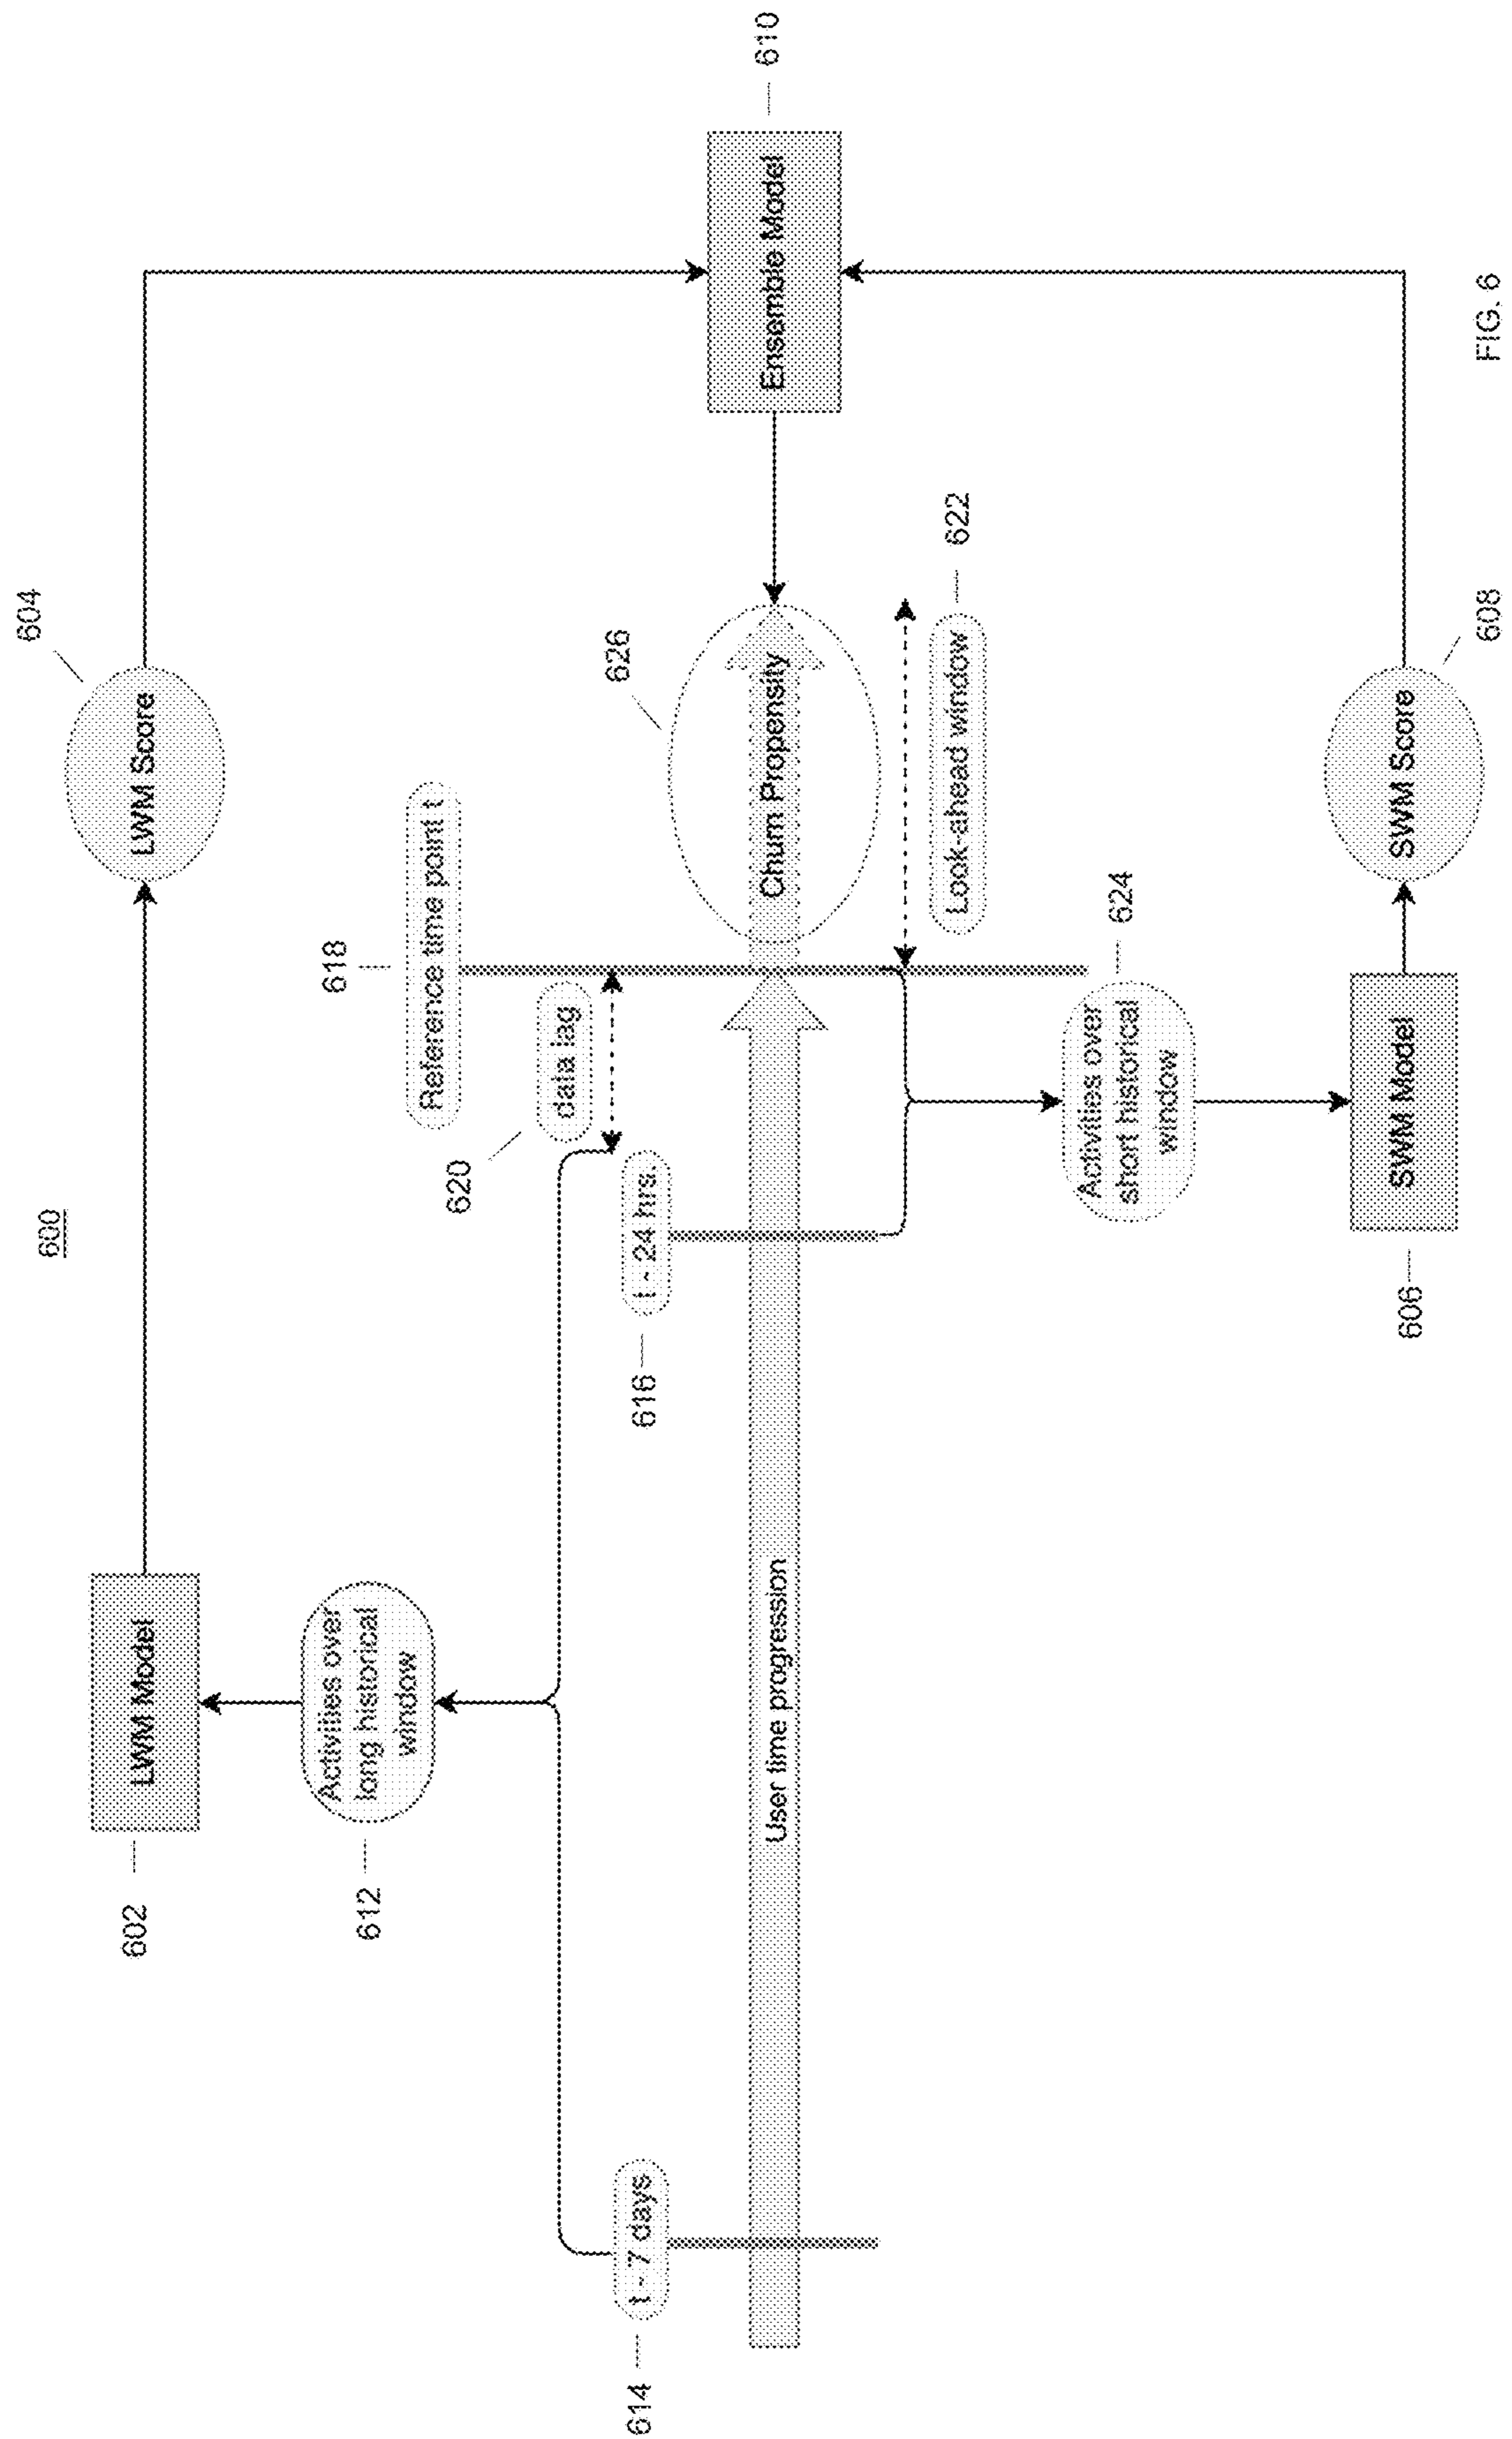 600
602
LWM Model
LWM Score
604
612
Activities over
long historical
window
618
Reference time point t
620
data lag
614
t - 7 days
616
t - 24 hrs.
626
User time progression
Churn Propensity
Ensemble Model
610
Look-ahead window
622
624
Activities over
short historical
window
606
SWM Model
SWM Score
608
FIG. 6